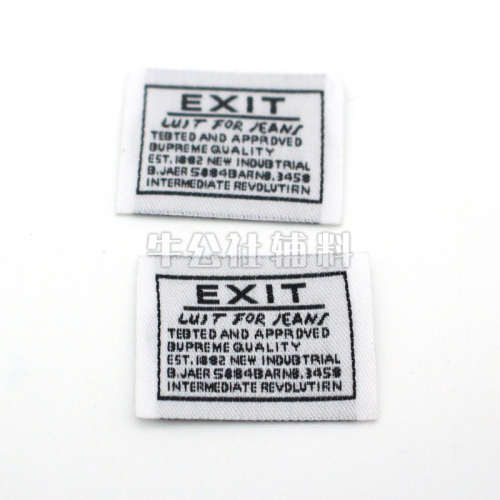 EXIT
LUIT FOR JEANS
TEBTED AND APPROVED
BUPREME QUALITY
EST. 1882 NEW INDUBTRIAL
B.JAER 5884BARN8.3458
INTERMEDIATE REVDLUTIRN
牛公社辅料
EXIT
LUIT FOR JEANS
TEBTED AND APPROVED
BUPREME QUALITY
EST. 1882 NEW INDUBTRIAL
B.JAER 5884BARN8.3458
INTERMEDIATE REVDLUTIRN